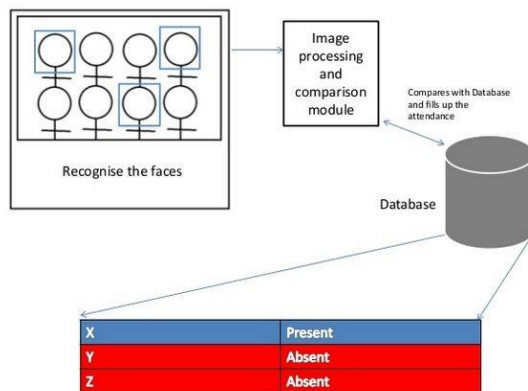 Recognise the faces
Image
processing
and
comparison
module
Compares with Database
and fills up the
attendance
Database
X Present
Y Absent
Z Absent